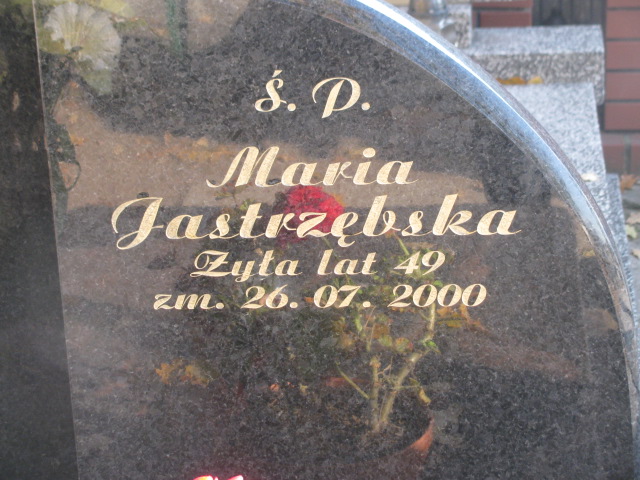 Ś. P.
Maria
Jastrzębska
Żyła lat 49
zm. 26. 07. 2000